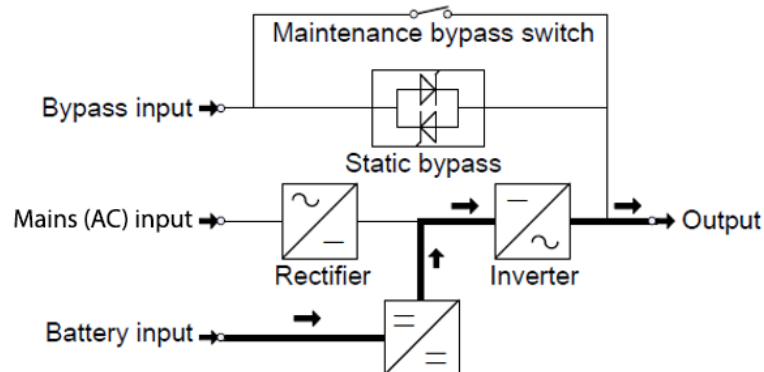 Maintenance bypass switch
Bypass input
Static bypass
Mains (AC) input
Output
Rectifier
Inverter
Battery input